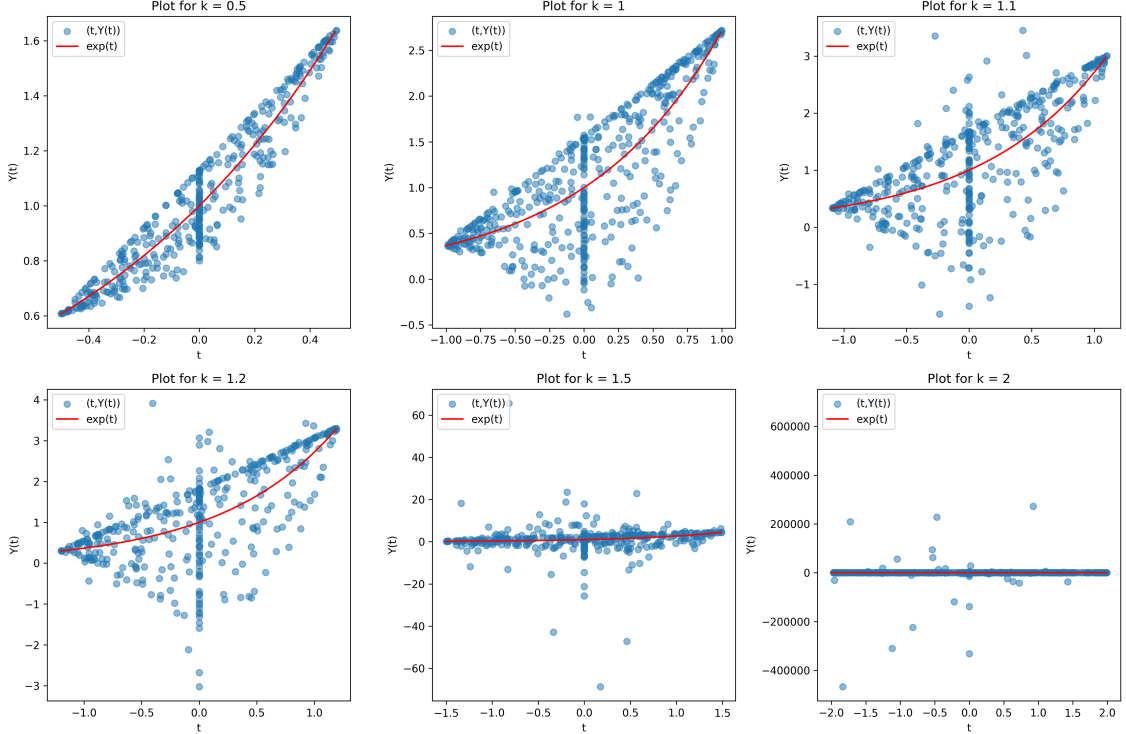 Plot for k = 0.5
(t,Y(t))
exp(t)
Y(t)
1.6
1.4
1.2
1.0
0.8
0.6
−0.4 −0.2 0.0 0.2 0.4
t
Plot for k = 1
(t,Y(t))
exp(t)
Y(t)
2.5
2.0
1.5
1.0
0.5
0.0
−0.5
−1.00 −0.75 −0.50 −0.25 0.00 0.25 0.50 0.75 1.00
t
Plot for k = 1.1
(t,Y(t))
exp(t)
Y(t)
3
2
1
0
−1
−1.0 −0.5 0.0 0.5 1.0
t
Plot for k = 1.2
(t,Y(t))
exp(t)
Y(t)
4
3
2
1
0
−1
−2
−3
−1.0 −0.5 0.0 0.5 1.0
t
Plot for k = 1.5
(t,Y(t))
exp(t)
Y(t)
60
40
20
0
−20
−40
−60
−1.5 −1.0 −0.5 0.0 0.5 1.0 1.5
t
Plot for k = 2
(t,Y(t))
exp(t)
Y(t)
600000
400000
200000
0
−200000
−400000
−2.0 −1.5 −1.0 −0.5 0.0 0.5 1.0 1.5 2.0
t